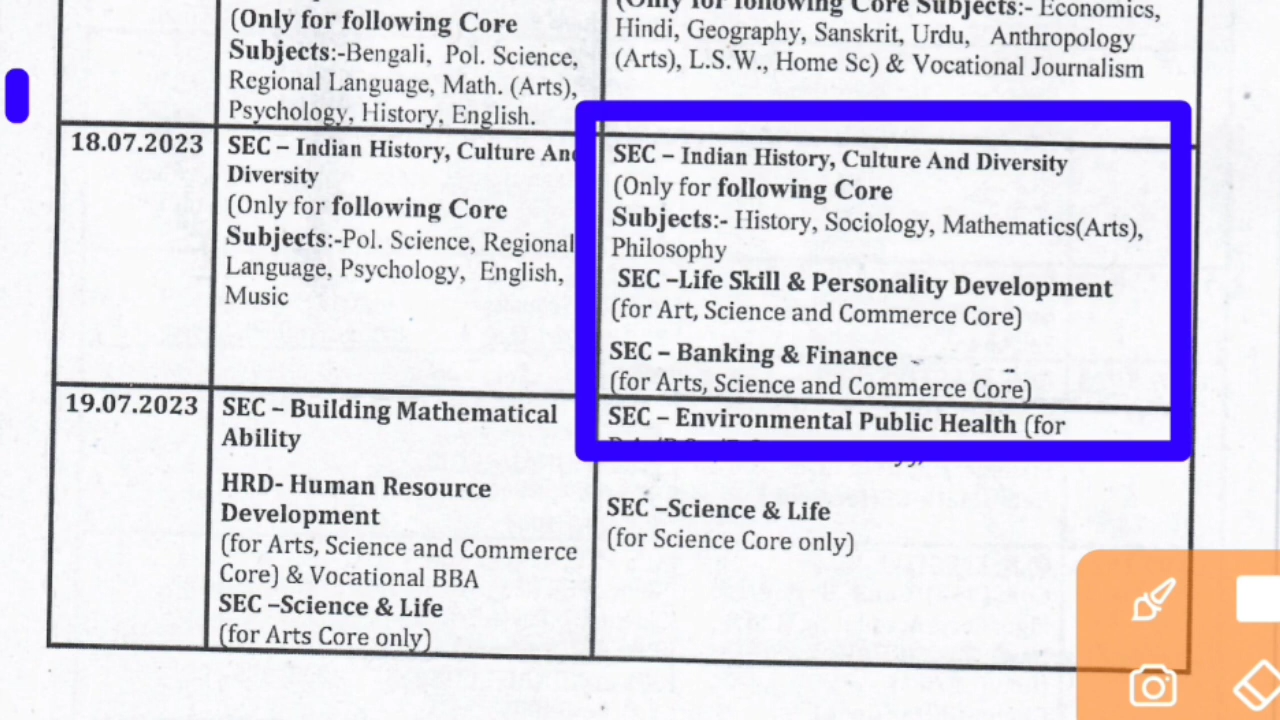 (Only for following Core
Subjects:-Bengali, Pol. Science,
Regional Language, Math. (Arts),
Psychology, History, English.
(Only for following Core Subjects:- Economics,
Hindi, Geography, Sanskrit, Urdu, Anthropology
(Arts), L.S.W., Home Sc) & Vocational Journalism
18.07.2023
SEC – Indian History, Culture And
Diversity
(Only for following Core
Subjects:-Pol. Science, Regional
Language, Psychology, English,
Music
SEC – Indian History, Culture And Diversity
(Only for following Core
Subjects:- History, Sociology, Mathematics(Arts),
Philosophy
SEC –Life Skill & Personality Development
(for Art, Science and Commerce Core)
SEC – Banking & Finance
(for Arts, Science and Commerce Core)
19.07.2023
SEC – Building Mathematical
Ability
HRD- Human Resource
Development
(for Arts, Science and Commerce
Core) & Vocational BBA
SEC –Science & Life
(for Arts Core only)
SEC – Environmental Public Health (for
SEC –Science & Life
(for Science Core only)